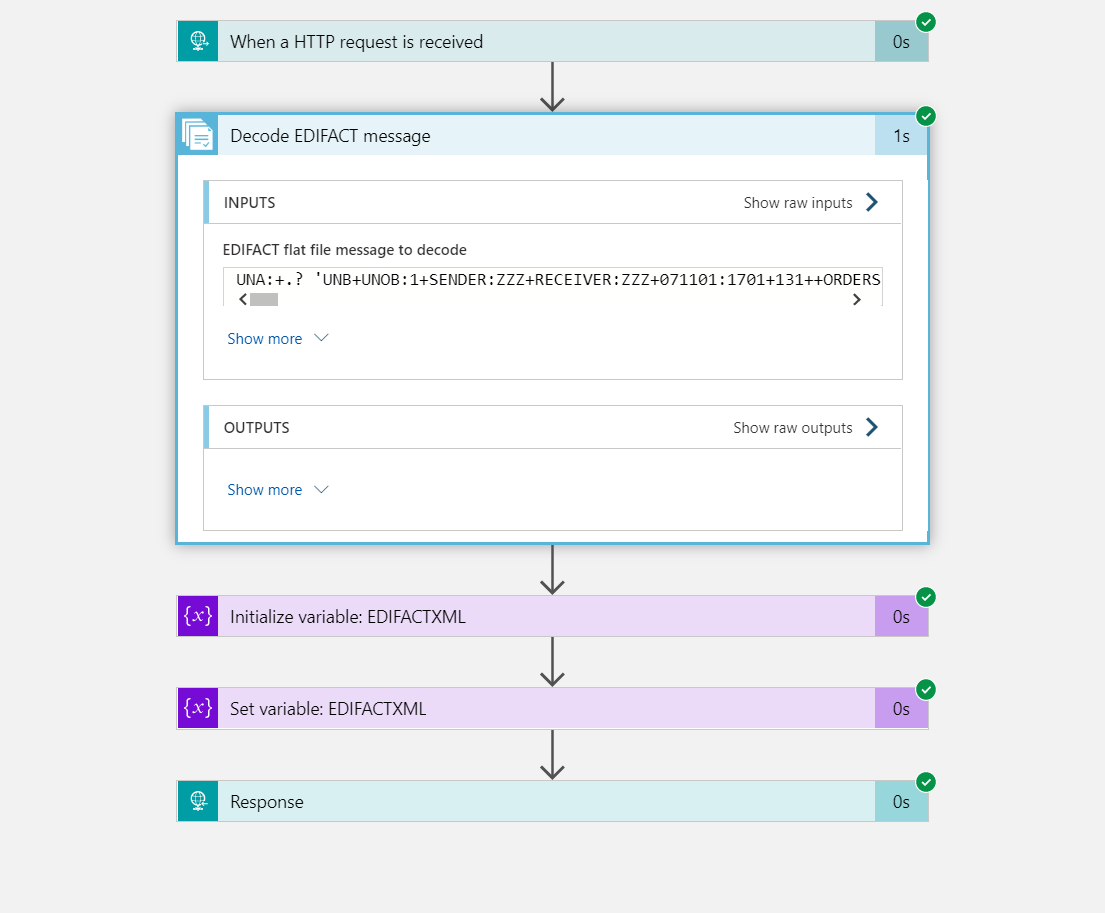 When a HTTP request is received 0s
Decode EDIFACT message 1s
INPUTS Show raw inputs
EDIFACT flat file message to decode
UNA:+.? 'UNB+UNOB:1+SENDER:ZZZ+RECEIVER:ZZZ+071101:1701+131++ORDERS
Show more
OUTPUTS Show raw outputs
Show more
{x} Initialize variable: EDIFACTXML 0s
{x} Set variable: EDIFACTXML 0s
Response 0s